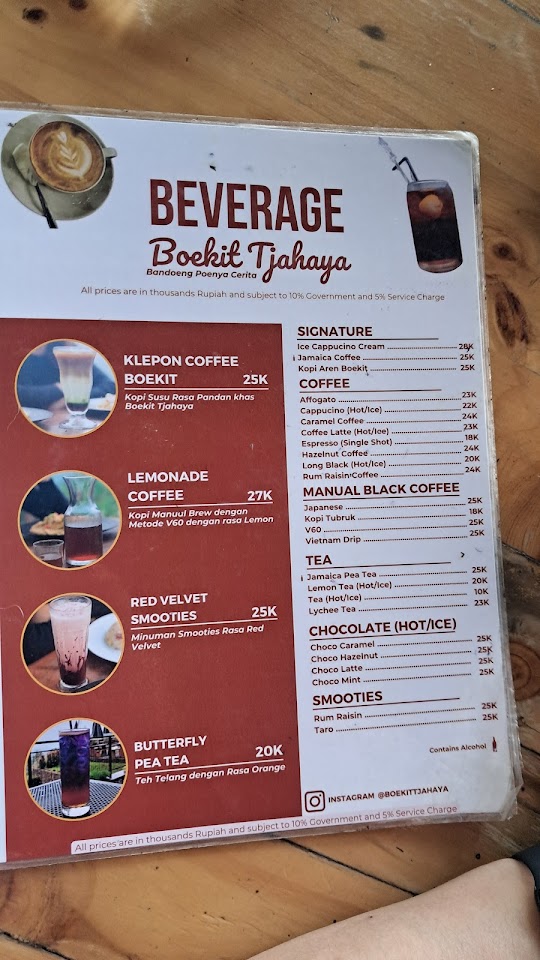 BEVERAGE
Boekit Tjahaya
Bandoeng Poenya Cerita
All prices are in thousands Rupiah and subject to 10% Government and 5% Service Charge
KLEPON COFFEE
BOEKIT 25K
Kopi Susu Rasa Pandan khas
Boekit Tjahaya
LEMONADE
COFFEE 27K
Kopi Manuul Brew dengan
Metode V60 dengan rasa Lemon
RED VELVET
SMOOTIES 25K
Minuman Smooties Rasa Red
Velvet
BUTTERFLY
PEA TEA 20K
Teh Telang dengan Rasa Orange
SIGNATURE
Ice Cappucino Cream 28K
Jamaica Coffee 25K
Kopi Aren Boekit 25K
COFFEE
Affogato 23K
Cappucino (Hot/Ice) 22K
Caramel Coffee 24K
Coffee Latte (Hot/Ice) 23K
Espresso (Single Shot) 18K
Hazelnut Coffee 24K
Long Black (Hot/Ice) 20K
Rum Raisin Coffee 24K
MANUAL BLACK COFFEE
Japanese 25K
Kopi Tubruk 18K
V60 25K
Vietnam Drip 25K
TEA
Jamaica Pea Tea 25K
Lemon Tea (Hot/Ice) 20K
Tea (Hot/Ice) 10K
Lychee Tea 23K
CHOCOLATE (HOT/ICE)
Choco Caramel 25K
Choco Hazelnut 25K
Choco Latte 25K
Choco Mint 25K
SMOOTIES
Rum Raisin 25K
Taro 25K
Contains Alcohol
INSTAGRAM @BOEKITTJAHAYA
All prices are in thousands Rupiah and subject to 10% Government and 5% Service Charge